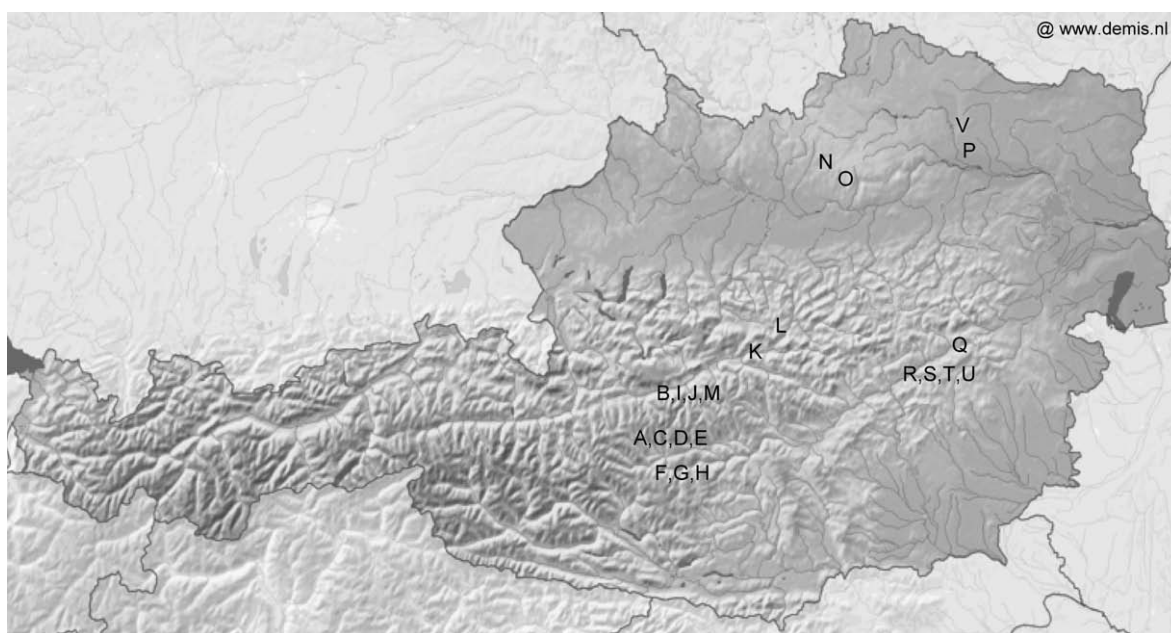 @ www.demis.nl
V
P
N
O
L
Q
K
R,S,T,U
B,I,J,M
A,C,D,E
F,G,H